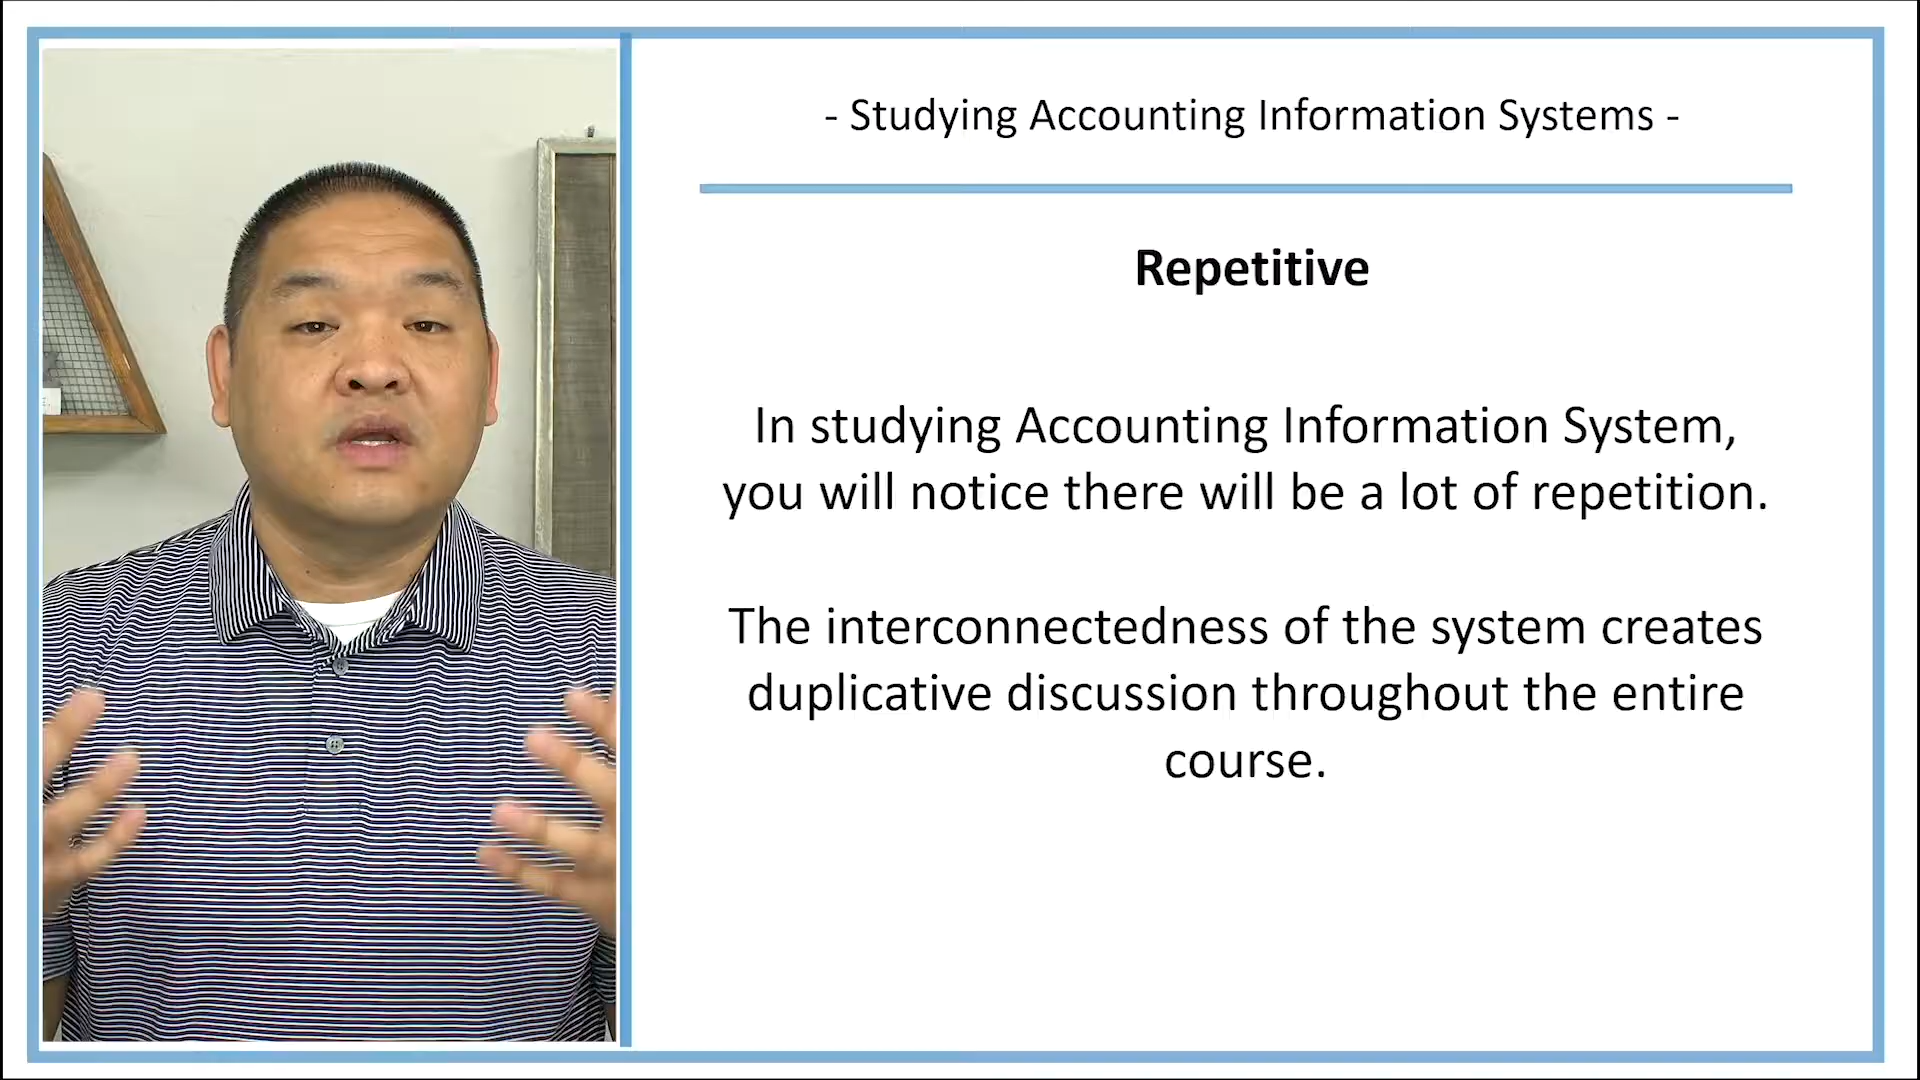 - Studying Accounting Information Systems -
Repetitive
In studying Accounting Information System,
you will notice there will be a lot of repetition.
The interconnectedness of the system creates
duplicative discussion throughout the entire
course.